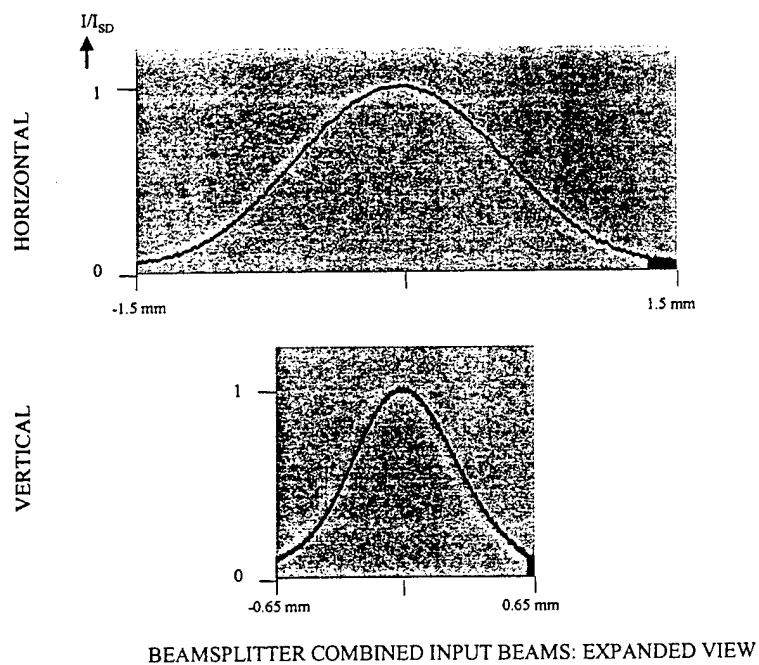 I/I_SD
HORIZONTAL
1
0
-1.5 mm
1.5 mm
VERTICAL
1
0
-0.65 mm
0.65 mm
BEAMSPLITTER COMBINED INPUT BEAMS: EXPANDED VIEW